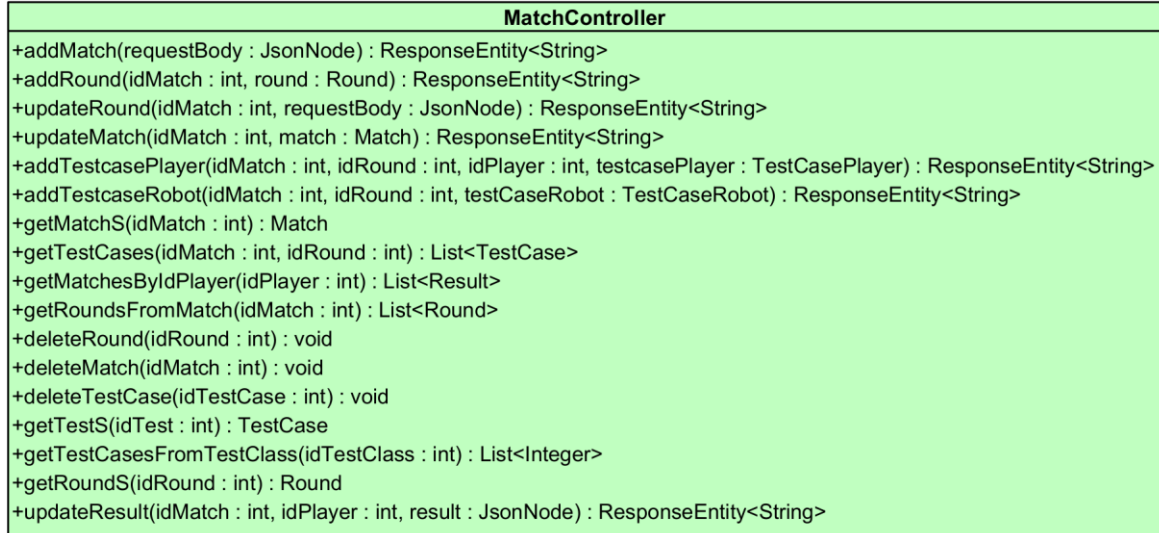 MatchController
+addMatch(requestBody : JsonNode) : ResponseEntity<String>
+addRound(idMatch : int, round : Round) : ResponseEntity<String>
+updateRound(idMatch : int, requestBody : JsonNode) : ResponseEntity<String>
+updateMatch(idMatch : int, match : Match) : ResponseEntity<String>
+addTestcasePlayer(idMatch : int, idRound : int, idPlayer : int, testcasePlayer : TestCasePlayer) : ResponseEntity<String>
+addTestcaseRobot(idMatch : int, idRound : int, testCaseRobot : TestCaseRobot) : ResponseEntity<String>
+getMatchS(idMatch : int) : Match
+getTestCases(idMatch : int, idRound : int) : List<TestCase>
+getMatchesByIdPlayer(idPlayer : int) : List<Result>
+getRoundsFromMatch(idMatch : int) : List<Round>
+deleteRound(idRound : int) : void
+deleteMatch(idMatch : int) : void
+deleteTestCase(idTestCase : int) : void
+getTestS(idTest : int) : TestCase
+getTestCasesFromTestClass(idTestClass : int) : List<Integer>
+getRoundS(idRound : int) : Round
+updateResult(idMatch : int, idPlayer : int, result : JsonNode) : ResponseEntity<String>